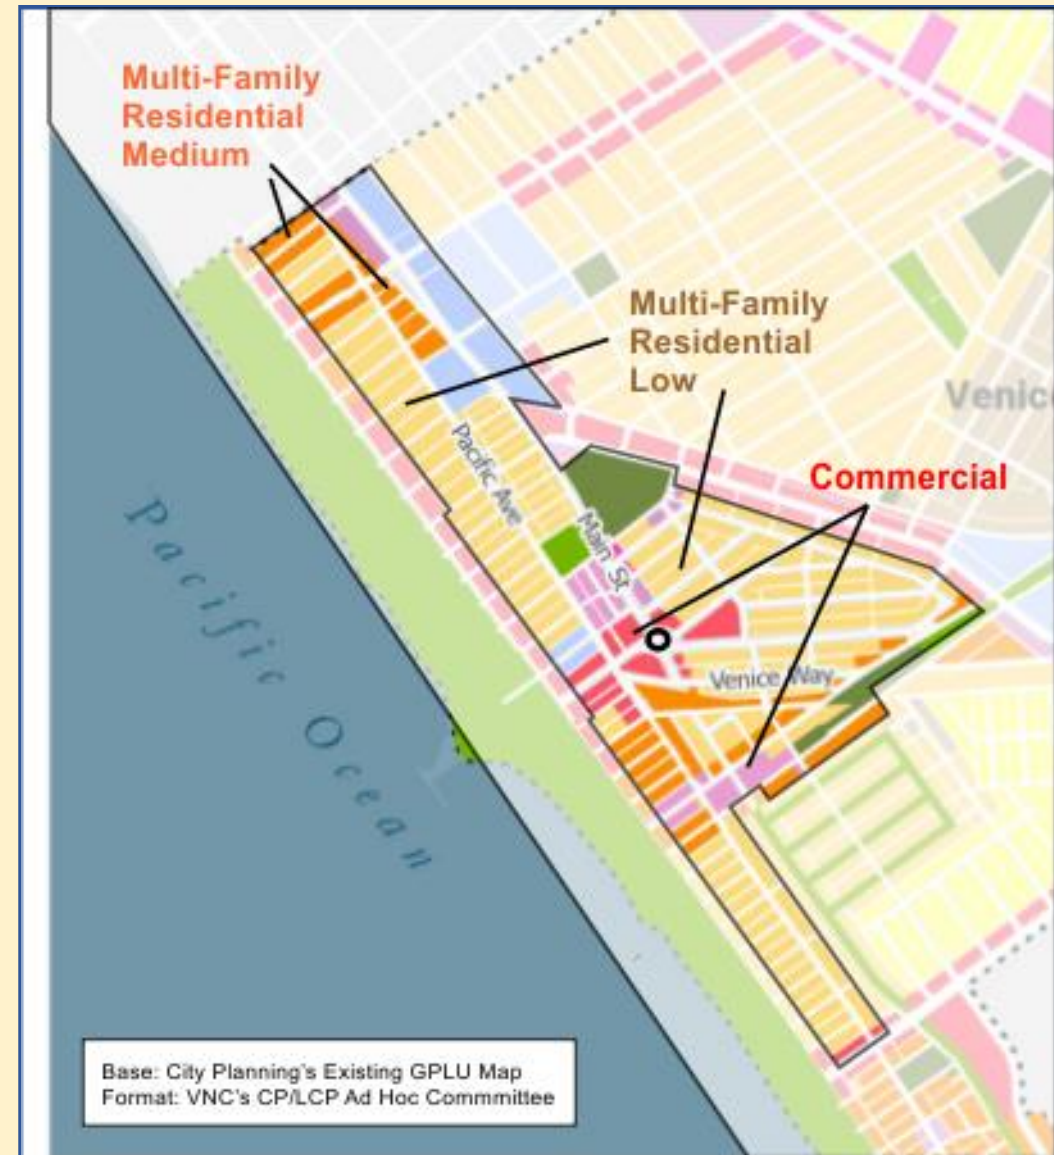 Multi-Family
Residential
Medium
Multi-Family
Residential
Low
Venic
Commercial
Pacific Ave
Main St
Venice Way
Pacific Ocean
Base: City Planning's Existing GPLU Map
Format: VNC's CP/LCP Ad Hoc Commmittee